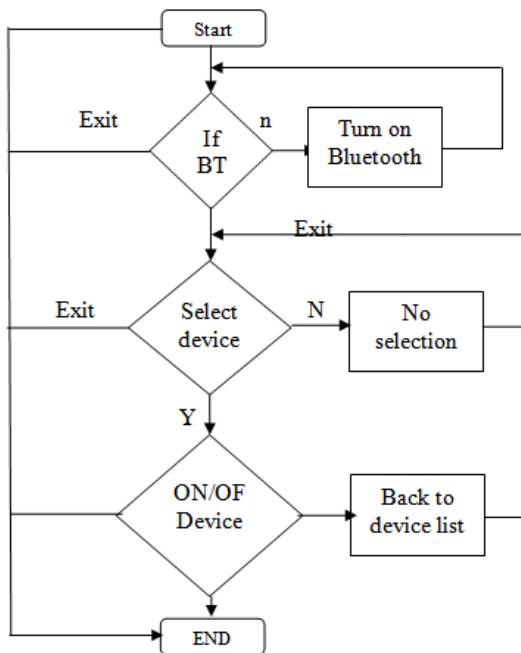 Start
Exit
If
BT
n
Turn on
Bluetooth
Exit
Exit
Select
device
N
No
selection
Y
ON/OF
Device
Back to
device list
END